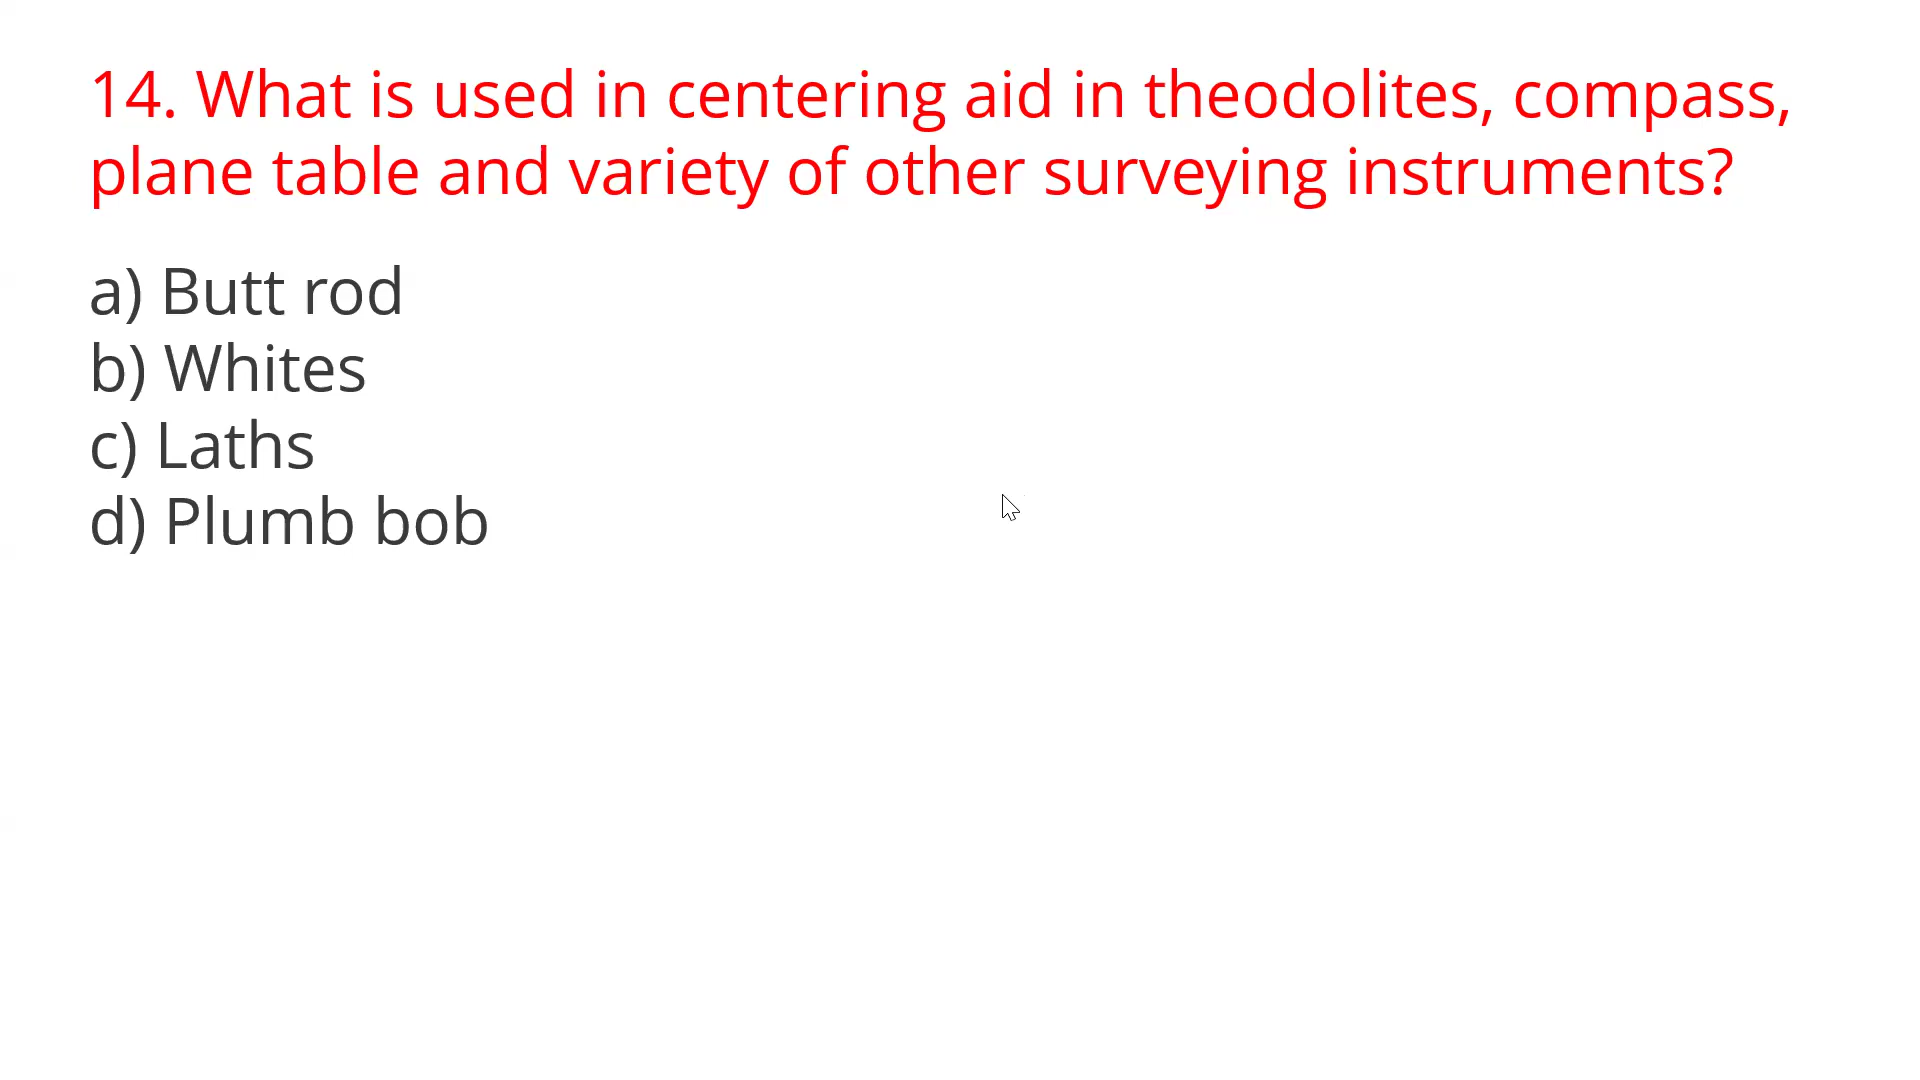 14. What is used in centering aid in theodolites, compass,
plane table and variety of other surveying instruments?
a) Butt rod
b) Whites
c) Laths
d) Plumb bob